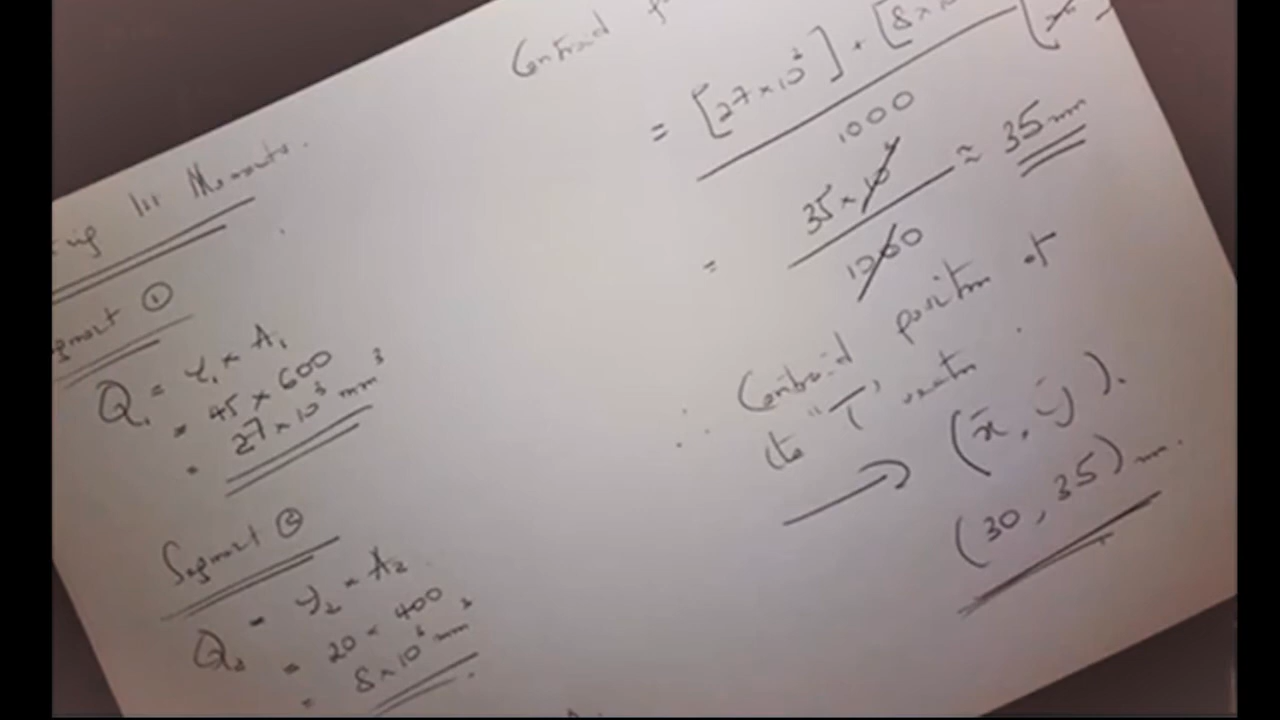 1st Moments.
Segment ①
Q₁ = Y₁ × A₁
= 45 × 600
= 27 × 10³ mm³
Segment ②
Q₂ = y₂ × A₂
= 20 × 400
= 8 × 10³ mm³
Centroid
= [27 × 10³] + [8 × 10
1000
= 35 × 10³ ≈ 35 mm
1000
∴ Centroid position of
the "T" section.
→ (x̄, ȳ).
(30, 35) mm.